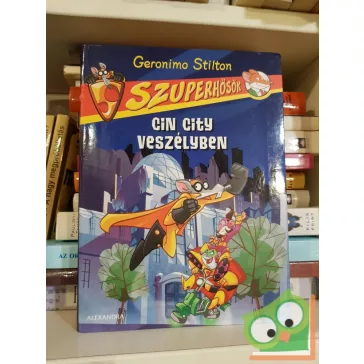 Geronimo Stilton
SZUPERHŐSÖK
CIN CITY
VESZÉLYBEN
ALEXANDRA